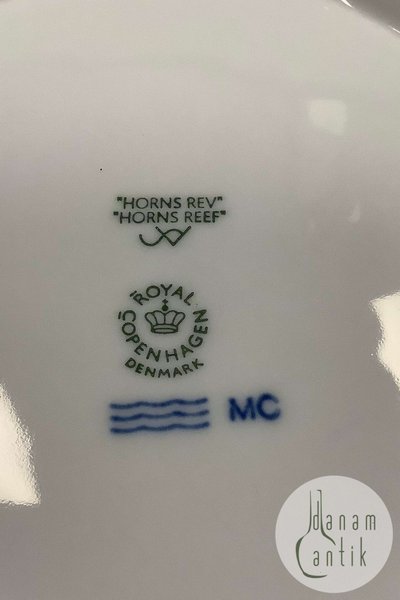 "HORNS REV"
"HORNS REEF"
ROYAL
COPENHAGEN
DENMARK
MC
danam
antik